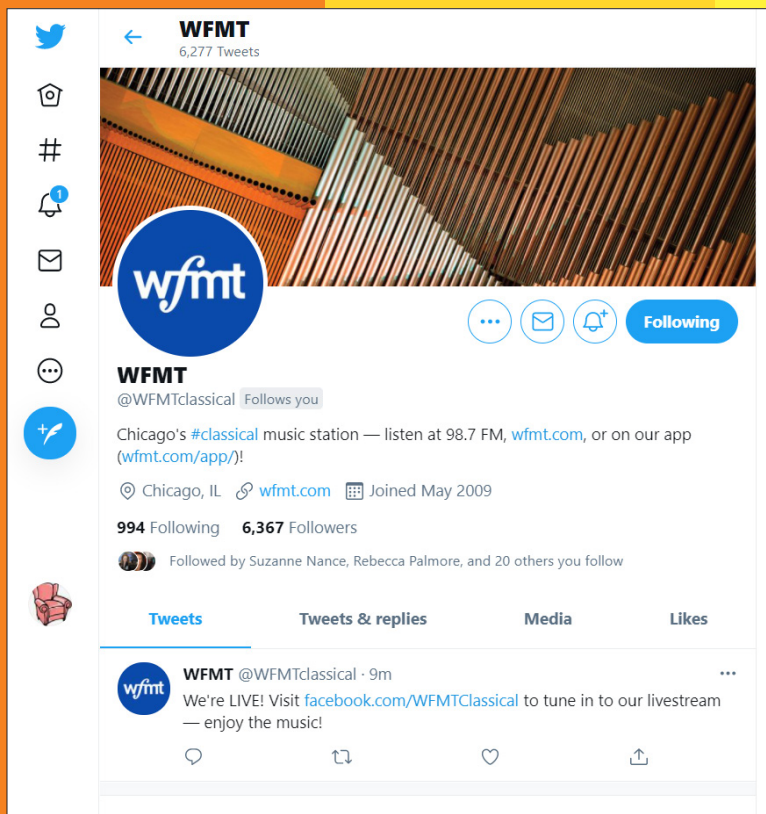 WFMT
6,277 Tweets
1
wfmt
Following
WFMT
@WFMTclassical Follows you
Chicago's #classical music station — listen at 98.7 FM, wfmt.com, or on our app
(wfmt.com/app/)!
Chicago, IL wfmt.com Joined May 2009
994 Following 6,367 Followers
Followed by Suzanne Nance, Rebecca Palmore, and 20 others you follow
Tweets Tweets & replies Media Likes
wfmt
WFMT @WFMTclassical · 9m
We're LIVE! Visit facebook.com/WFMTClassical to tune in to our livestream
— enjoy the music!